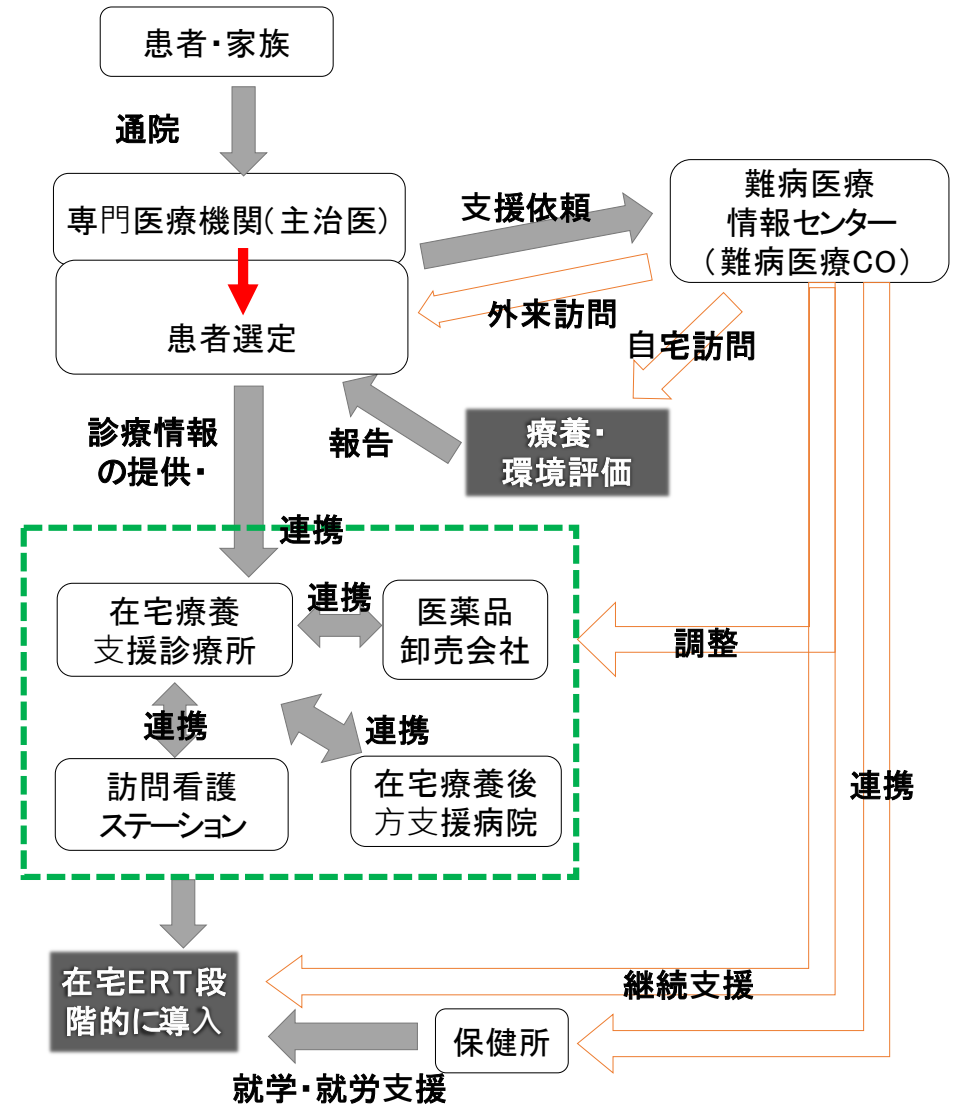 患者・家族
通院
専門医療機関(主治医)
患者選定
支援依頼
難病医療
情報センター
(難病医療CO)
外来訪問
自宅訪問
療養・
環境評価
報告
診療情報
の提供・
連携
在宅療養
支援診療所
連携
医薬品
卸売会社
調整
連携
連携
訪問看護
ステーション
在宅療養後
方支援病院
連携
在宅ERT段
階的に導入
継続支援
保健所
就学・就労支援